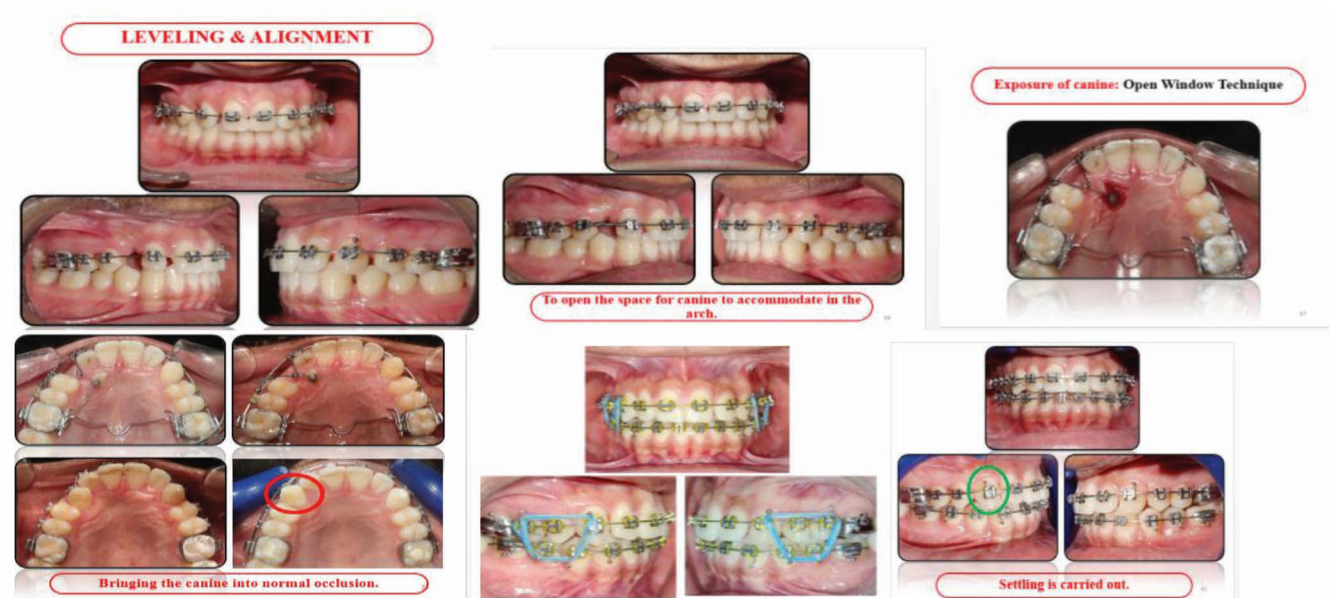 LEVELING & ALIGNMENT
To open the space for canine to accommodate in the
arch.
Exposure of canine: Open Window Technique
Bringing the canine into normal occlusion.
Settling is carried out.